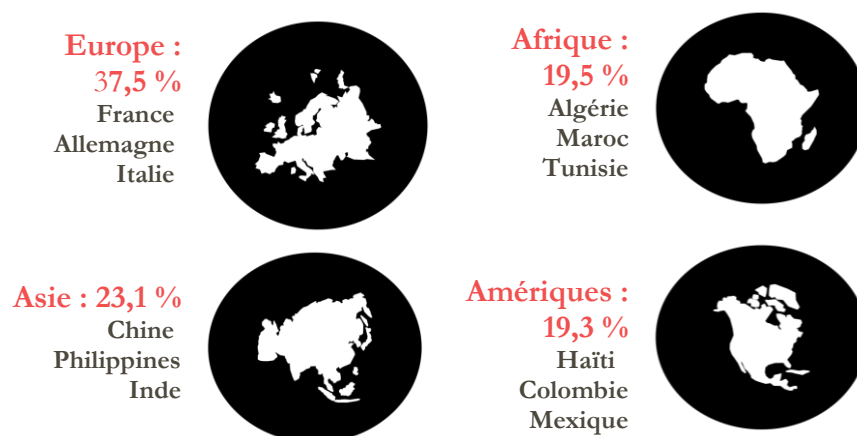 Europe :
37,5 %
France
Allemagne
Italie
Afrique :
19,5 %
Algérie
Maroc
Tunisie
Asie : 23,1 %
Chine
Philippines
Inde
Amériques :
19,3 %
Haïti
Colombie
Mexique